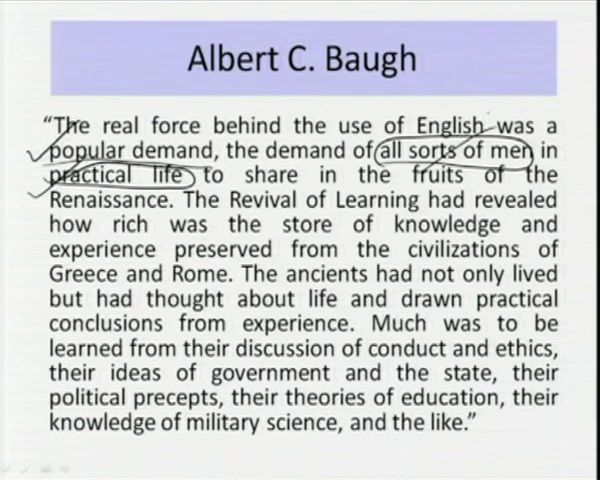 Albert C. Baugh
“The real force behind the use of English was a
popular demand, the demand of all sorts of men in
practical life to share in the fruits of the
Renaissance. The Revival of Learning had revealed
how rich was the store of knowledge and
experience preserved from the civilizations of
Greece and Rome. The ancients had not only lived
but had thought about life and drawn practical
conclusions from experience. Much was to be
learned from their discussion of conduct and ethics,
their ideas of government and the state, their
political precepts, their theories of education, their
knowledge of military science, and the like.”